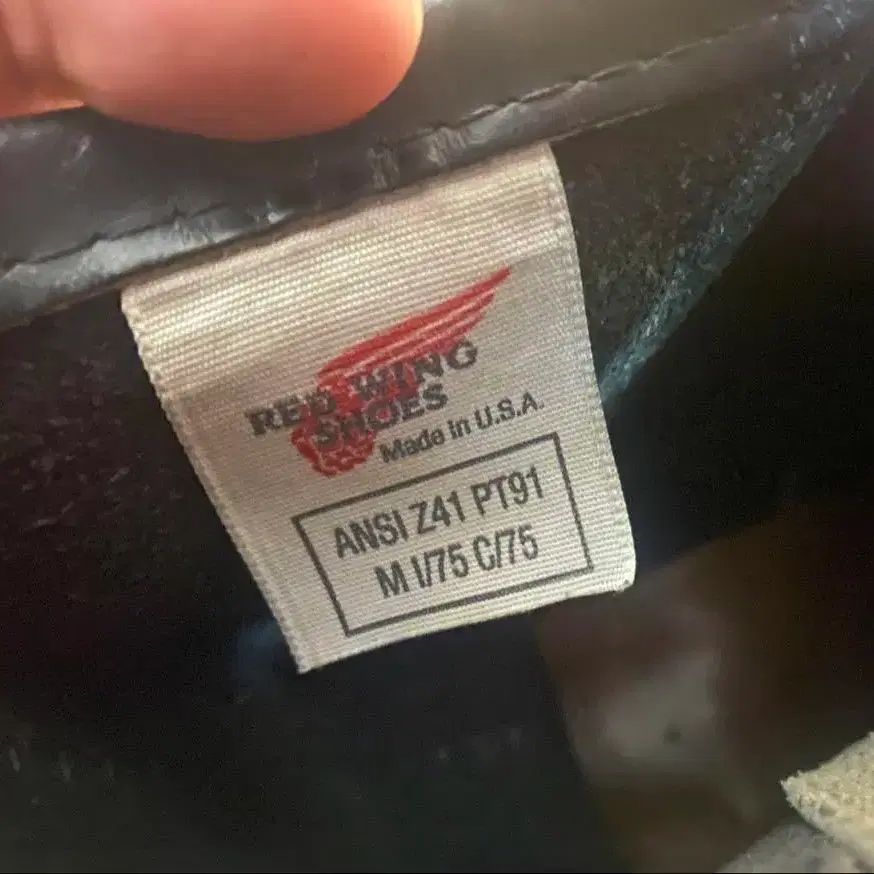 RED WING
SHOES
Made in U.S.A.
ANSI Z41 PT91
M I/75 C/75